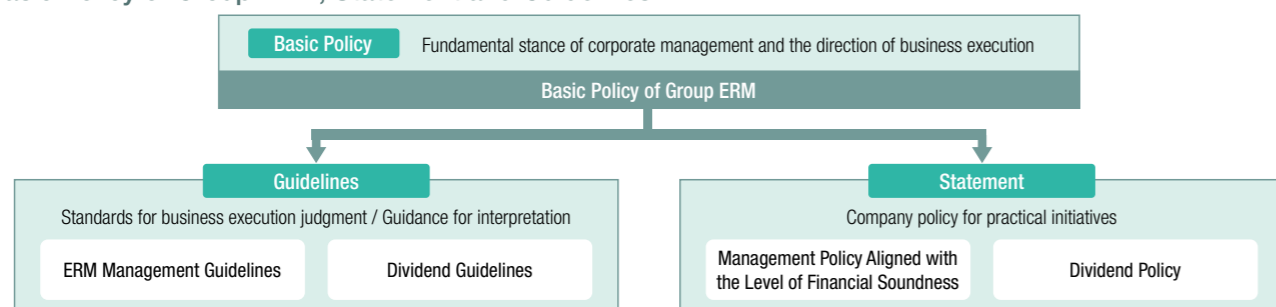 Basic Policy
Fundamental stance of corporate management and the direction of business execution
Basic Policy of Group ERM
Guidelines
Standards for business execution judgment / Guidance for interpretation
ERM Management Guidelines
Dividend Guidelines
Statement
Company policy for practical initiatives
Management Policy Aligned with
the Level of Financial Soundness
Dividend Policy